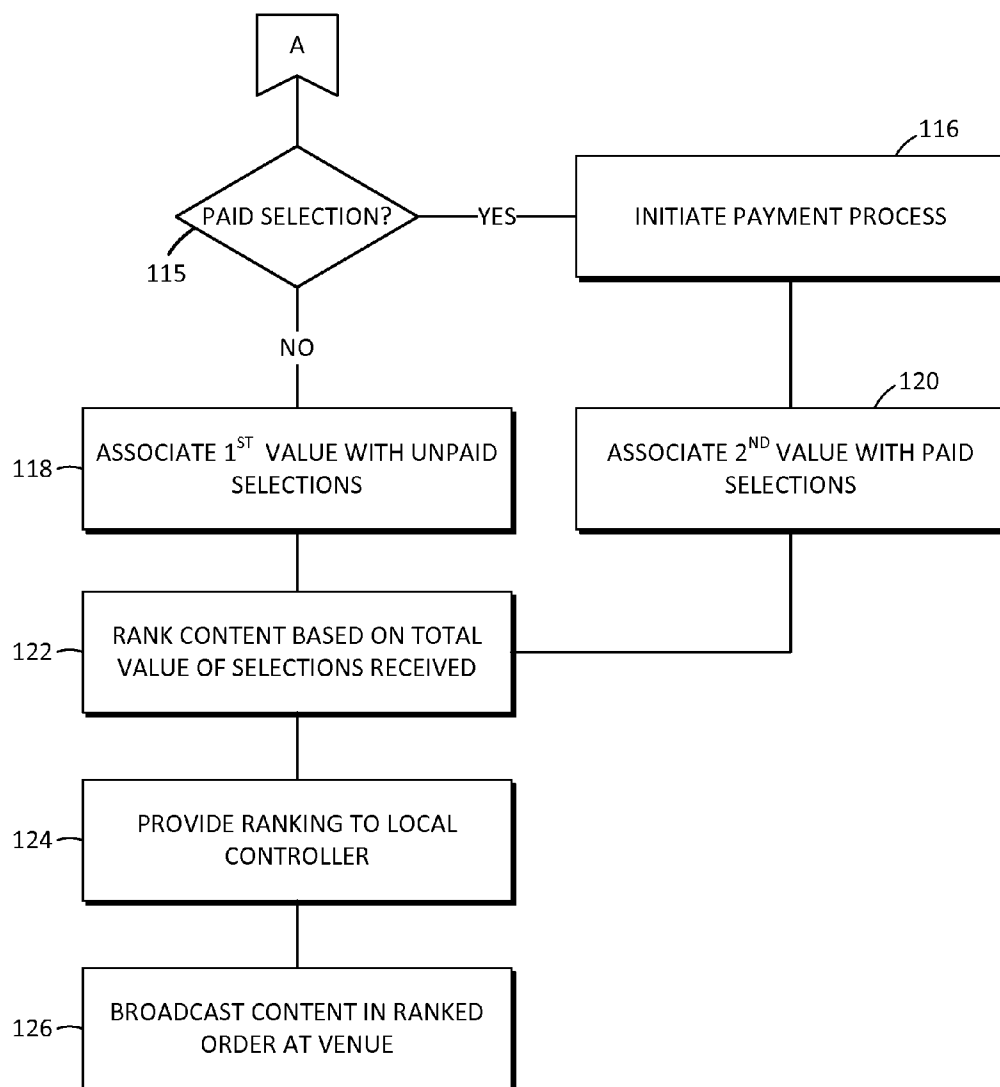 A
116
PAID SELECTION?
YES
INITIATE PAYMENT PROCESS
115
NO
120
118
ASSOCIATE 1ST VALUE WITH UNPAID
SELECTIONS
ASSOCIATE 2ND VALUE WITH PAID
SELECTIONS
122
RANK CONTENT BASED ON TOTAL
VALUE OF SELECTIONS RECEIVED
124
PROVIDE RANKING TO LOCAL
CONTROLLER
126
BROADCAST CONTENT IN RANKED
ORDER AT VENUE